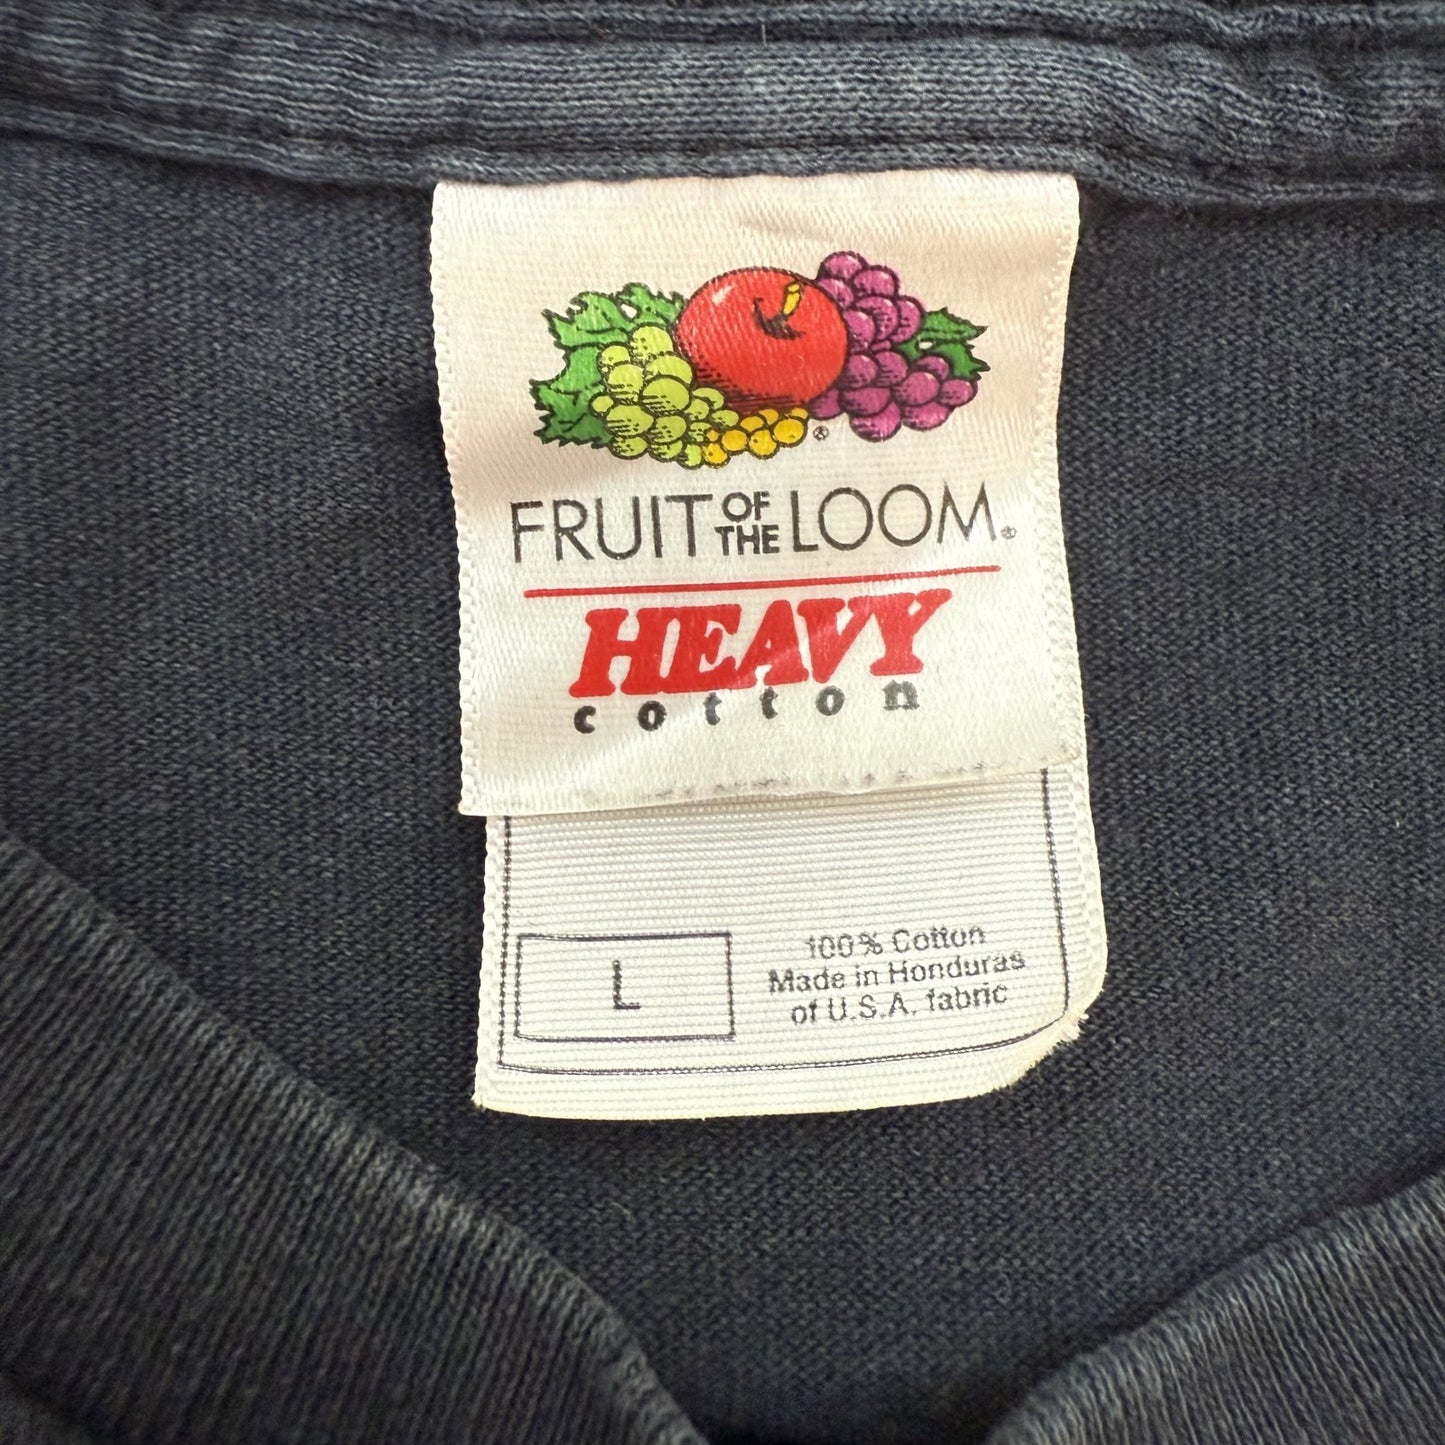 ®
FRUIT OF THE LOOM®
HEAVY
cotton
L
100% Cotton
Made in Honduras
of U.S.A. fabric